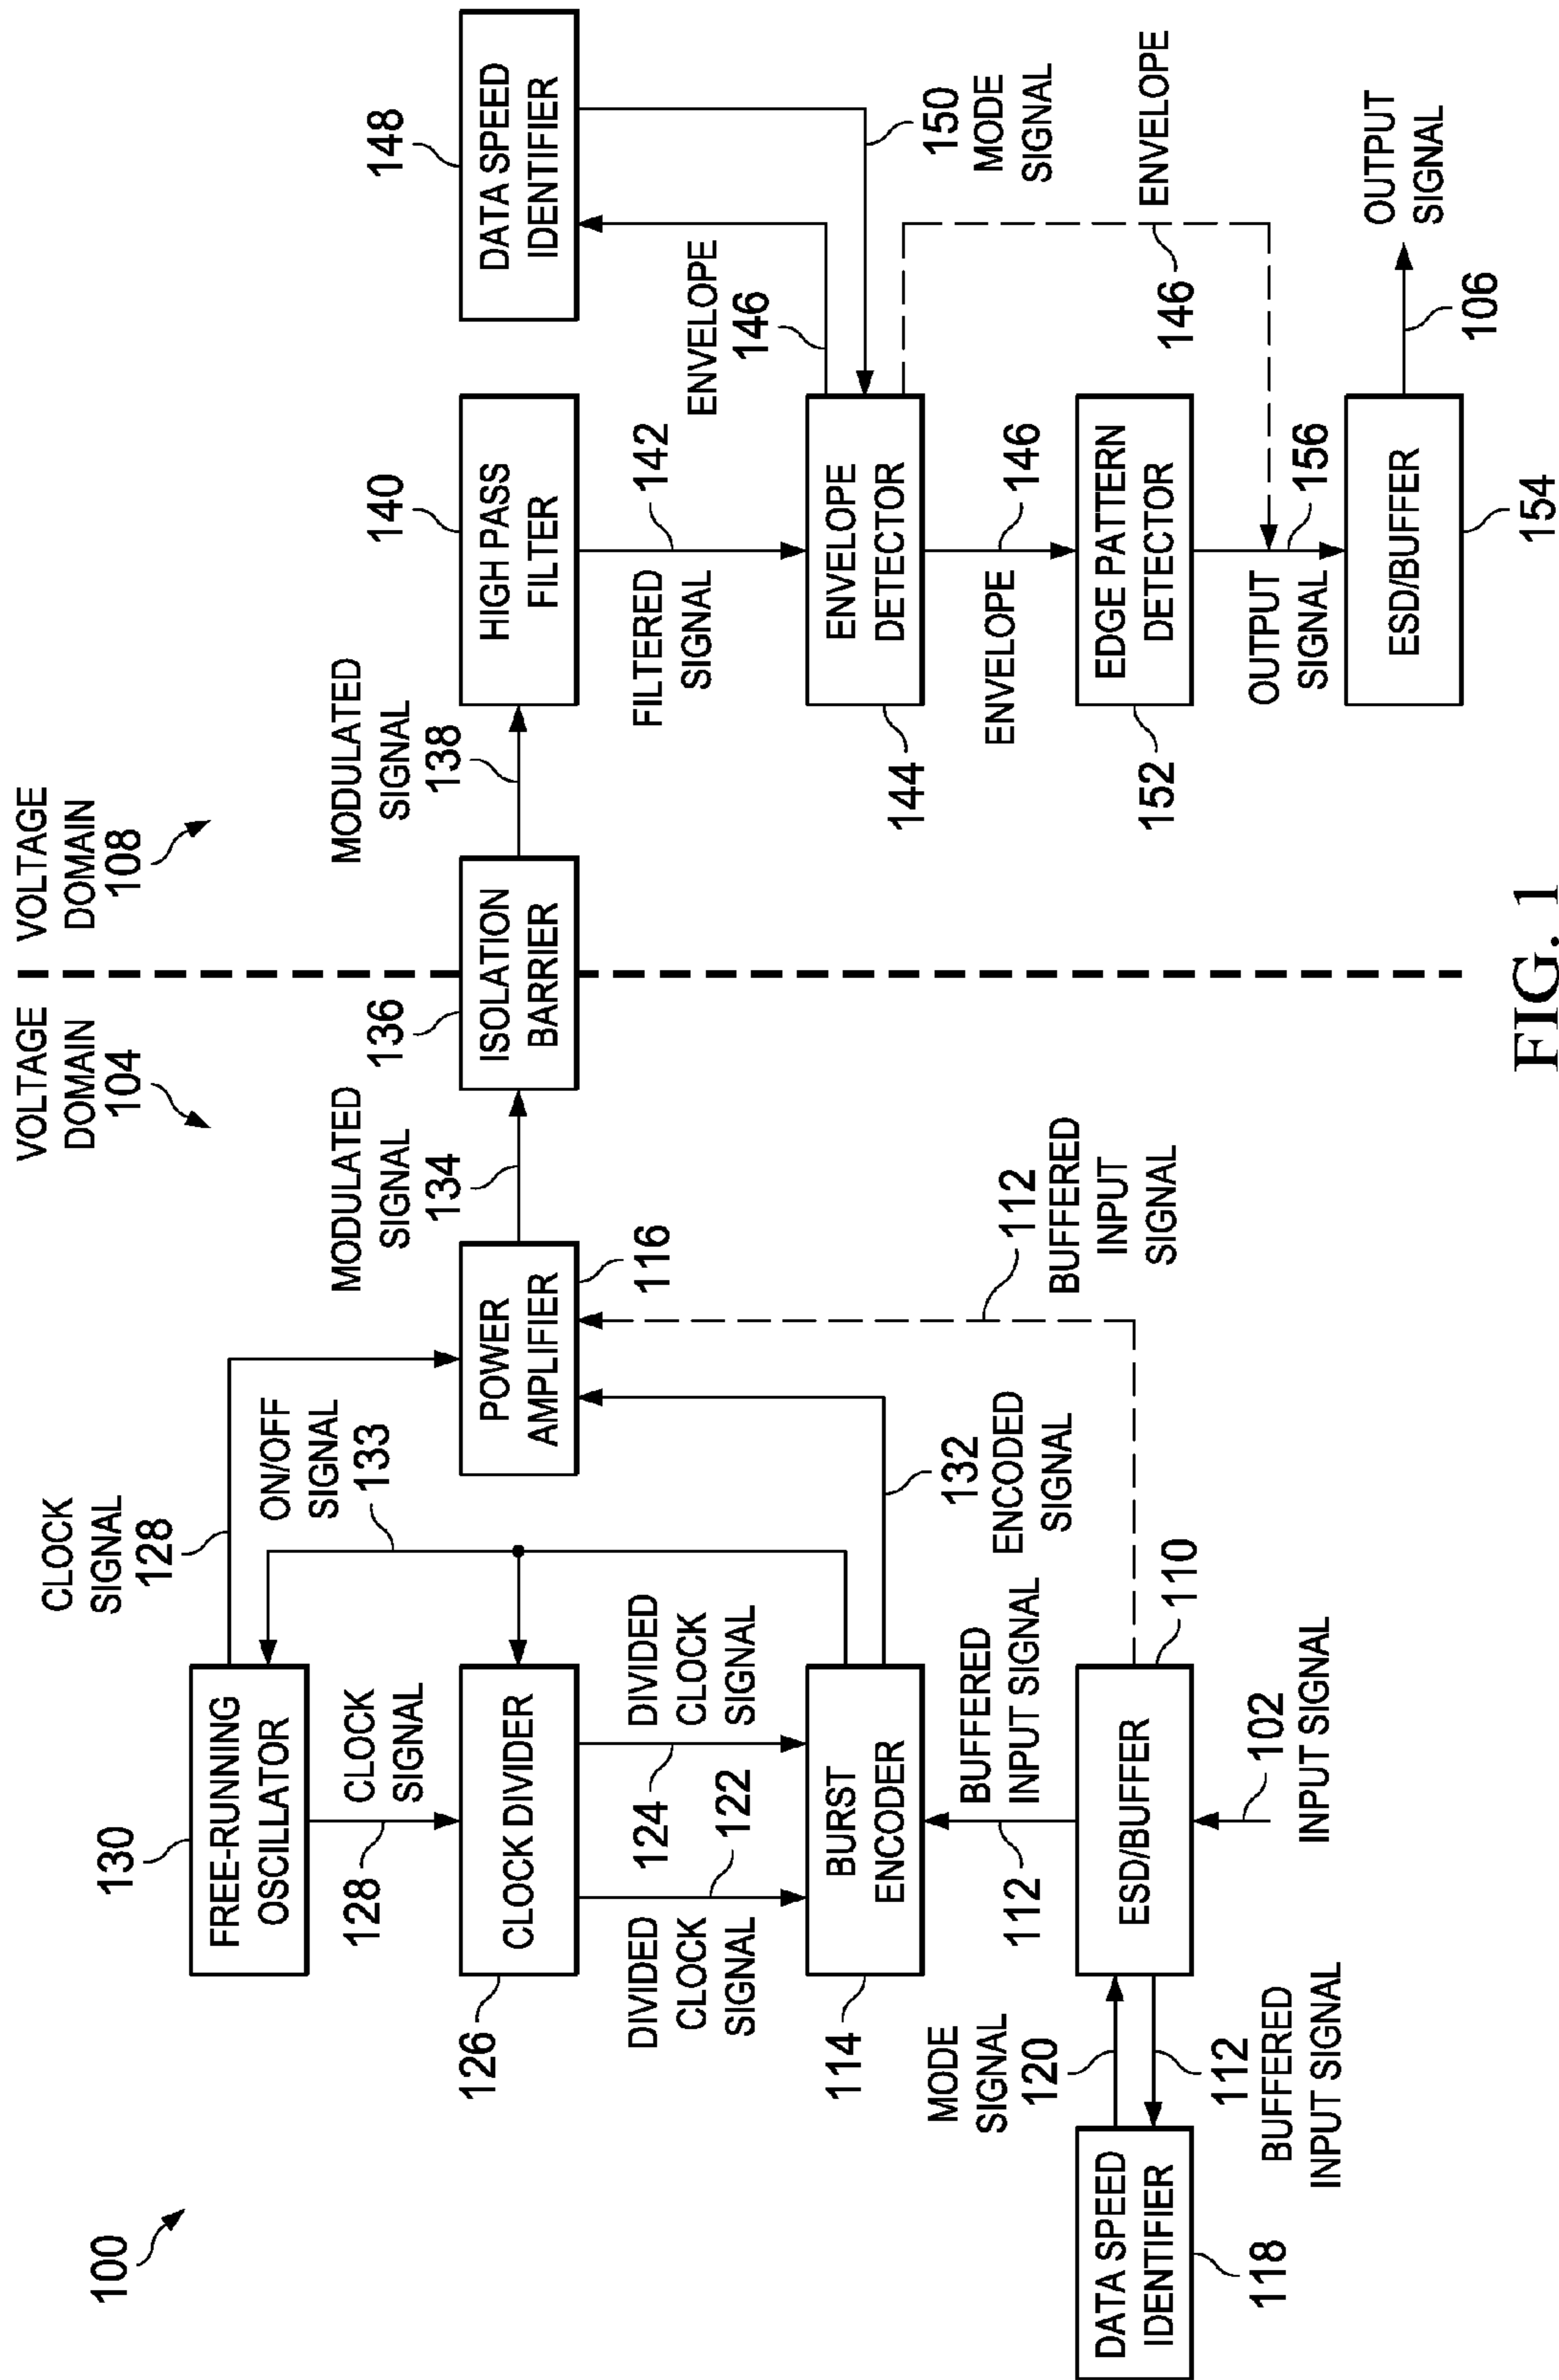 100
VOLTAGE
DOMAIN
104
VOLTAGE
DOMAIN
108
CLOCK
SIGNAL
128
130
FREE-RUNNING
OSCILLATOR
ON/OFF
SIGNAL
133
128
CLOCK
SIGNAL
126
CLOCK DIVIDER
DIVIDED
CLOCK
SIGNAL
122
124
DIVIDED
CLOCK
SIGNAL
114
BURST
ENCODER
132
ENCODED
SIGNAL
112
BUFFERED
INPUT SIGNAL
MODE
SIGNAL
120
DATA SPEED
IDENTIFIER
118
112
BUFFERED
INPUT SIGNAL
ESD/BUFFER
110
102
INPUT SIGNAL
112
BUFFERED
INPUT
SIGNAL
POWER
AMPLIFIER
116
MODULATED
SIGNAL
134
136
ISOLATION
BARRIER
MODULATED
SIGNAL
138
140
HIGH PASS
FILTER
148
DATA SPEED
IDENTIFIER
FILTERED
SIGNAL
142
ENVELOPE
146
150
MODE
SIGNAL
144
ENVELOPE
DETECTOR
ENVELOPE
146
146
ENVELOPE
152
EDGE PATTERN
DETECTOR
OUTPUT
SIGNAL
156
ESD/BUFFER
154
106
OUTPUT
SIGNAL
FIG. 1